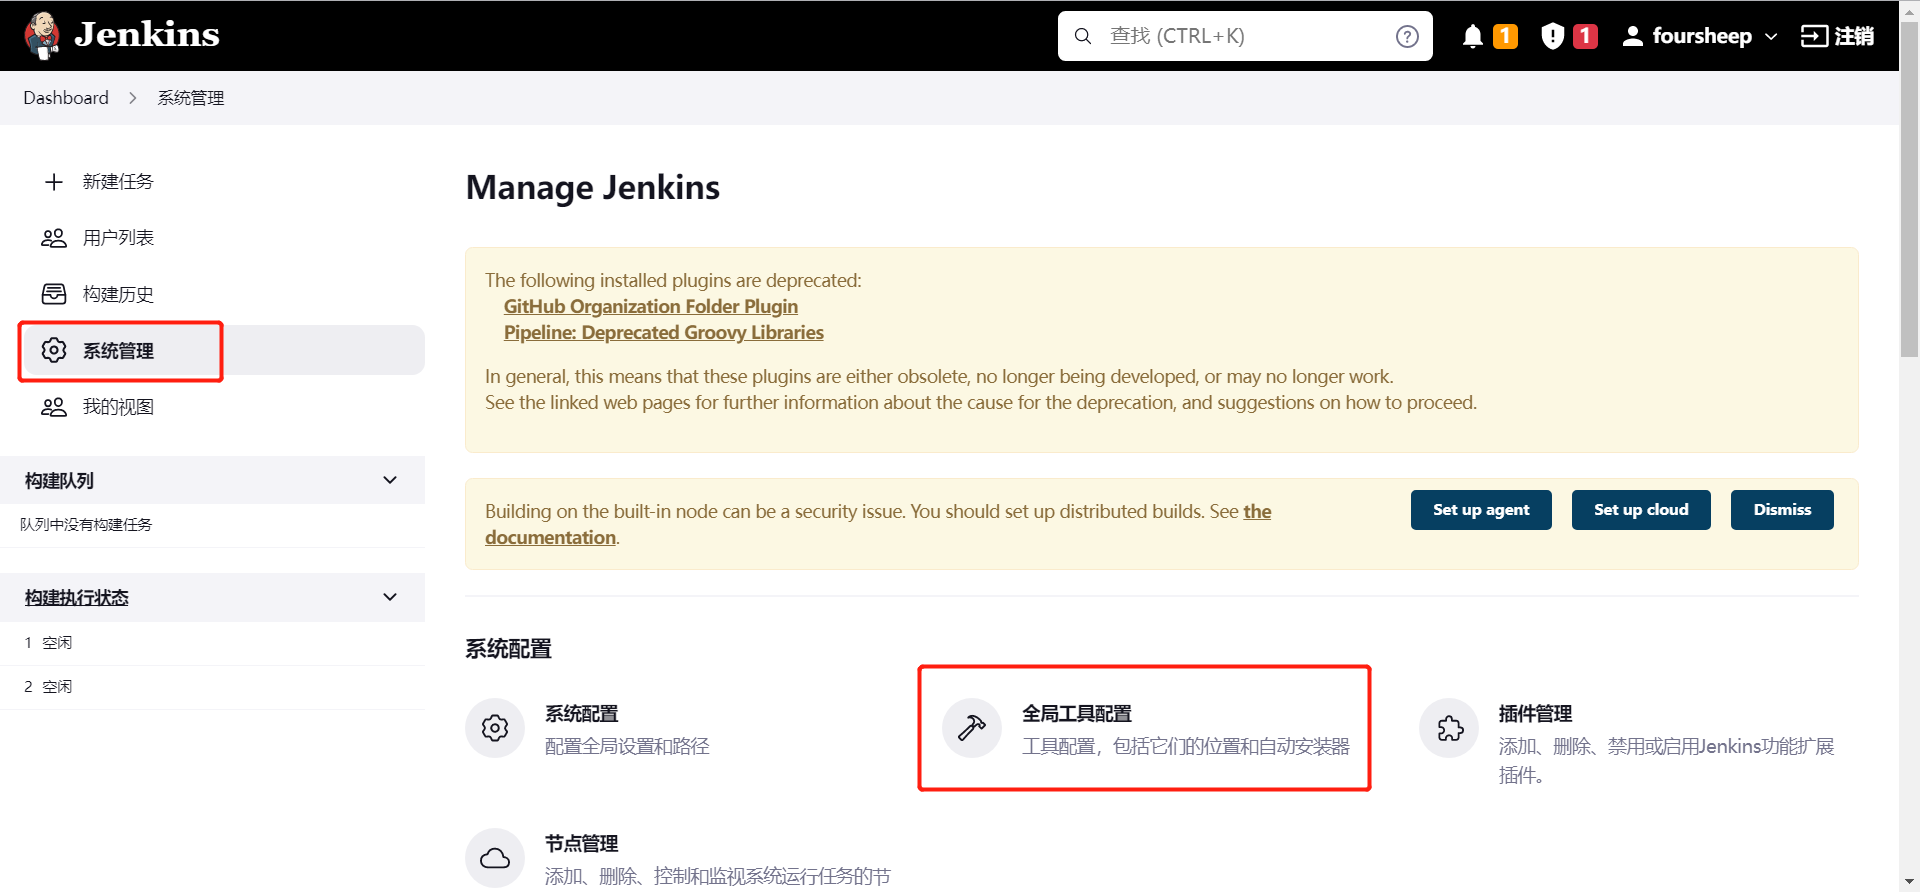 Jenkins
查找 (CTRL+K)
1
1
foursheep
注销
Dashboard
系统管理
新建任务
用户列表
构建历史
系统管理
我的视图
构建队列
队列中没有构建任务
构建执行状态
1 空闲
2 空闲
Manage Jenkins
The following installed plugins are deprecated:
GitHub Organization Folder Plugin
Pipeline: Deprecated Groovy Libraries
In general, this means that these plugins are either obsolete, no longer being developed, or may no longer work.
See the linked web pages for further information about the cause for the deprecation, and suggestions on how to proceed.
Building on the built-in node can be a security issue. You should set up distributed builds. See the
documentation.
Set up agent
Set up cloud
Dismiss
系统配置
系统配置
配置全局设置和路径
全局工具配置
工具配置，包括它们的位置和自动安装器
插件管理
添加、删除、禁用或启用Jenkins功能扩展
插件。
节点管理
添加、删除、控制和监视系统运行任务的节